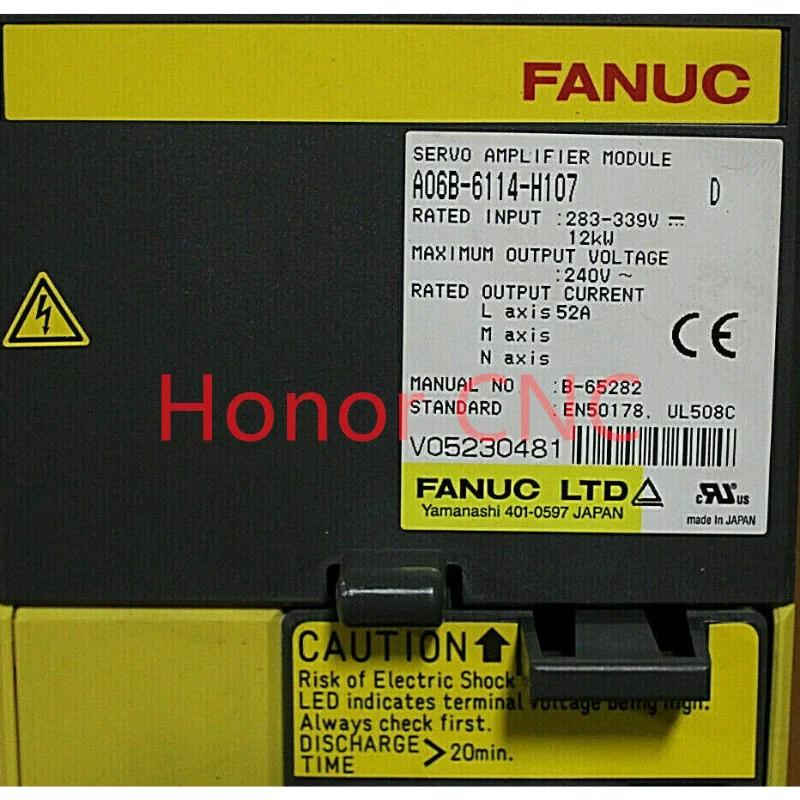 FANUC
SERVO AMPLIFIER MODULE
A06B-6114-H107 D
RATED INPUT :283-339V ⎓
12kW
MAXIMUM OUTPUT VOLTAGE
:240V ~
RATED OUTPUT CURRENT
L axis 52A
M axis
N axis
CE
MANUAL NO :B-65282
Honor CNC
STANDARD :EN50178. UL508C
V05230481
FANUC LTD
Yamanashi 401-0597 JAPAN
c RU us
made In JAPAN
CAUTION
Risk of Electric Shock
LED indicates terminal voltage being high.
Always check first.
DISCHARGE TIME > 20min.